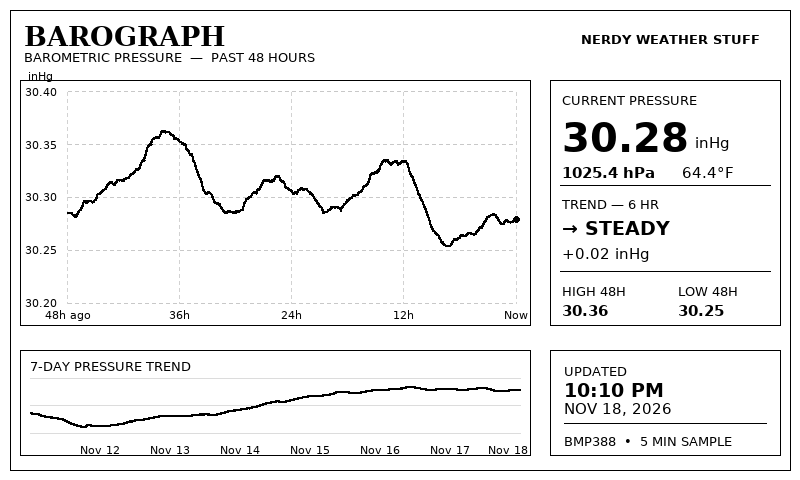 BAROGRAPH
BAROMETRIC PRESSURE — PAST 48 HOURS
NERDY WEATHER STUFF
inHg
30.40
30.35
30.30
30.25
30.20
48h ago 36h 24h 12h Now
CURRENT PRESSURE
30.28 inHg
1025.4 hPa 64.4°F
TREND — 6 HR
→ STEADY
+0.02 inHg
HIGH 48H LOW 48H
30.36 30.25
7-DAY PRESSURE TREND
Nov 12 Nov 13 Nov 14 Nov 15 Nov 16 Nov 17 Nov 18
UPDATED
10:10 PM
NOV 18, 2026
BMP388 • 5 MIN SAMPLE